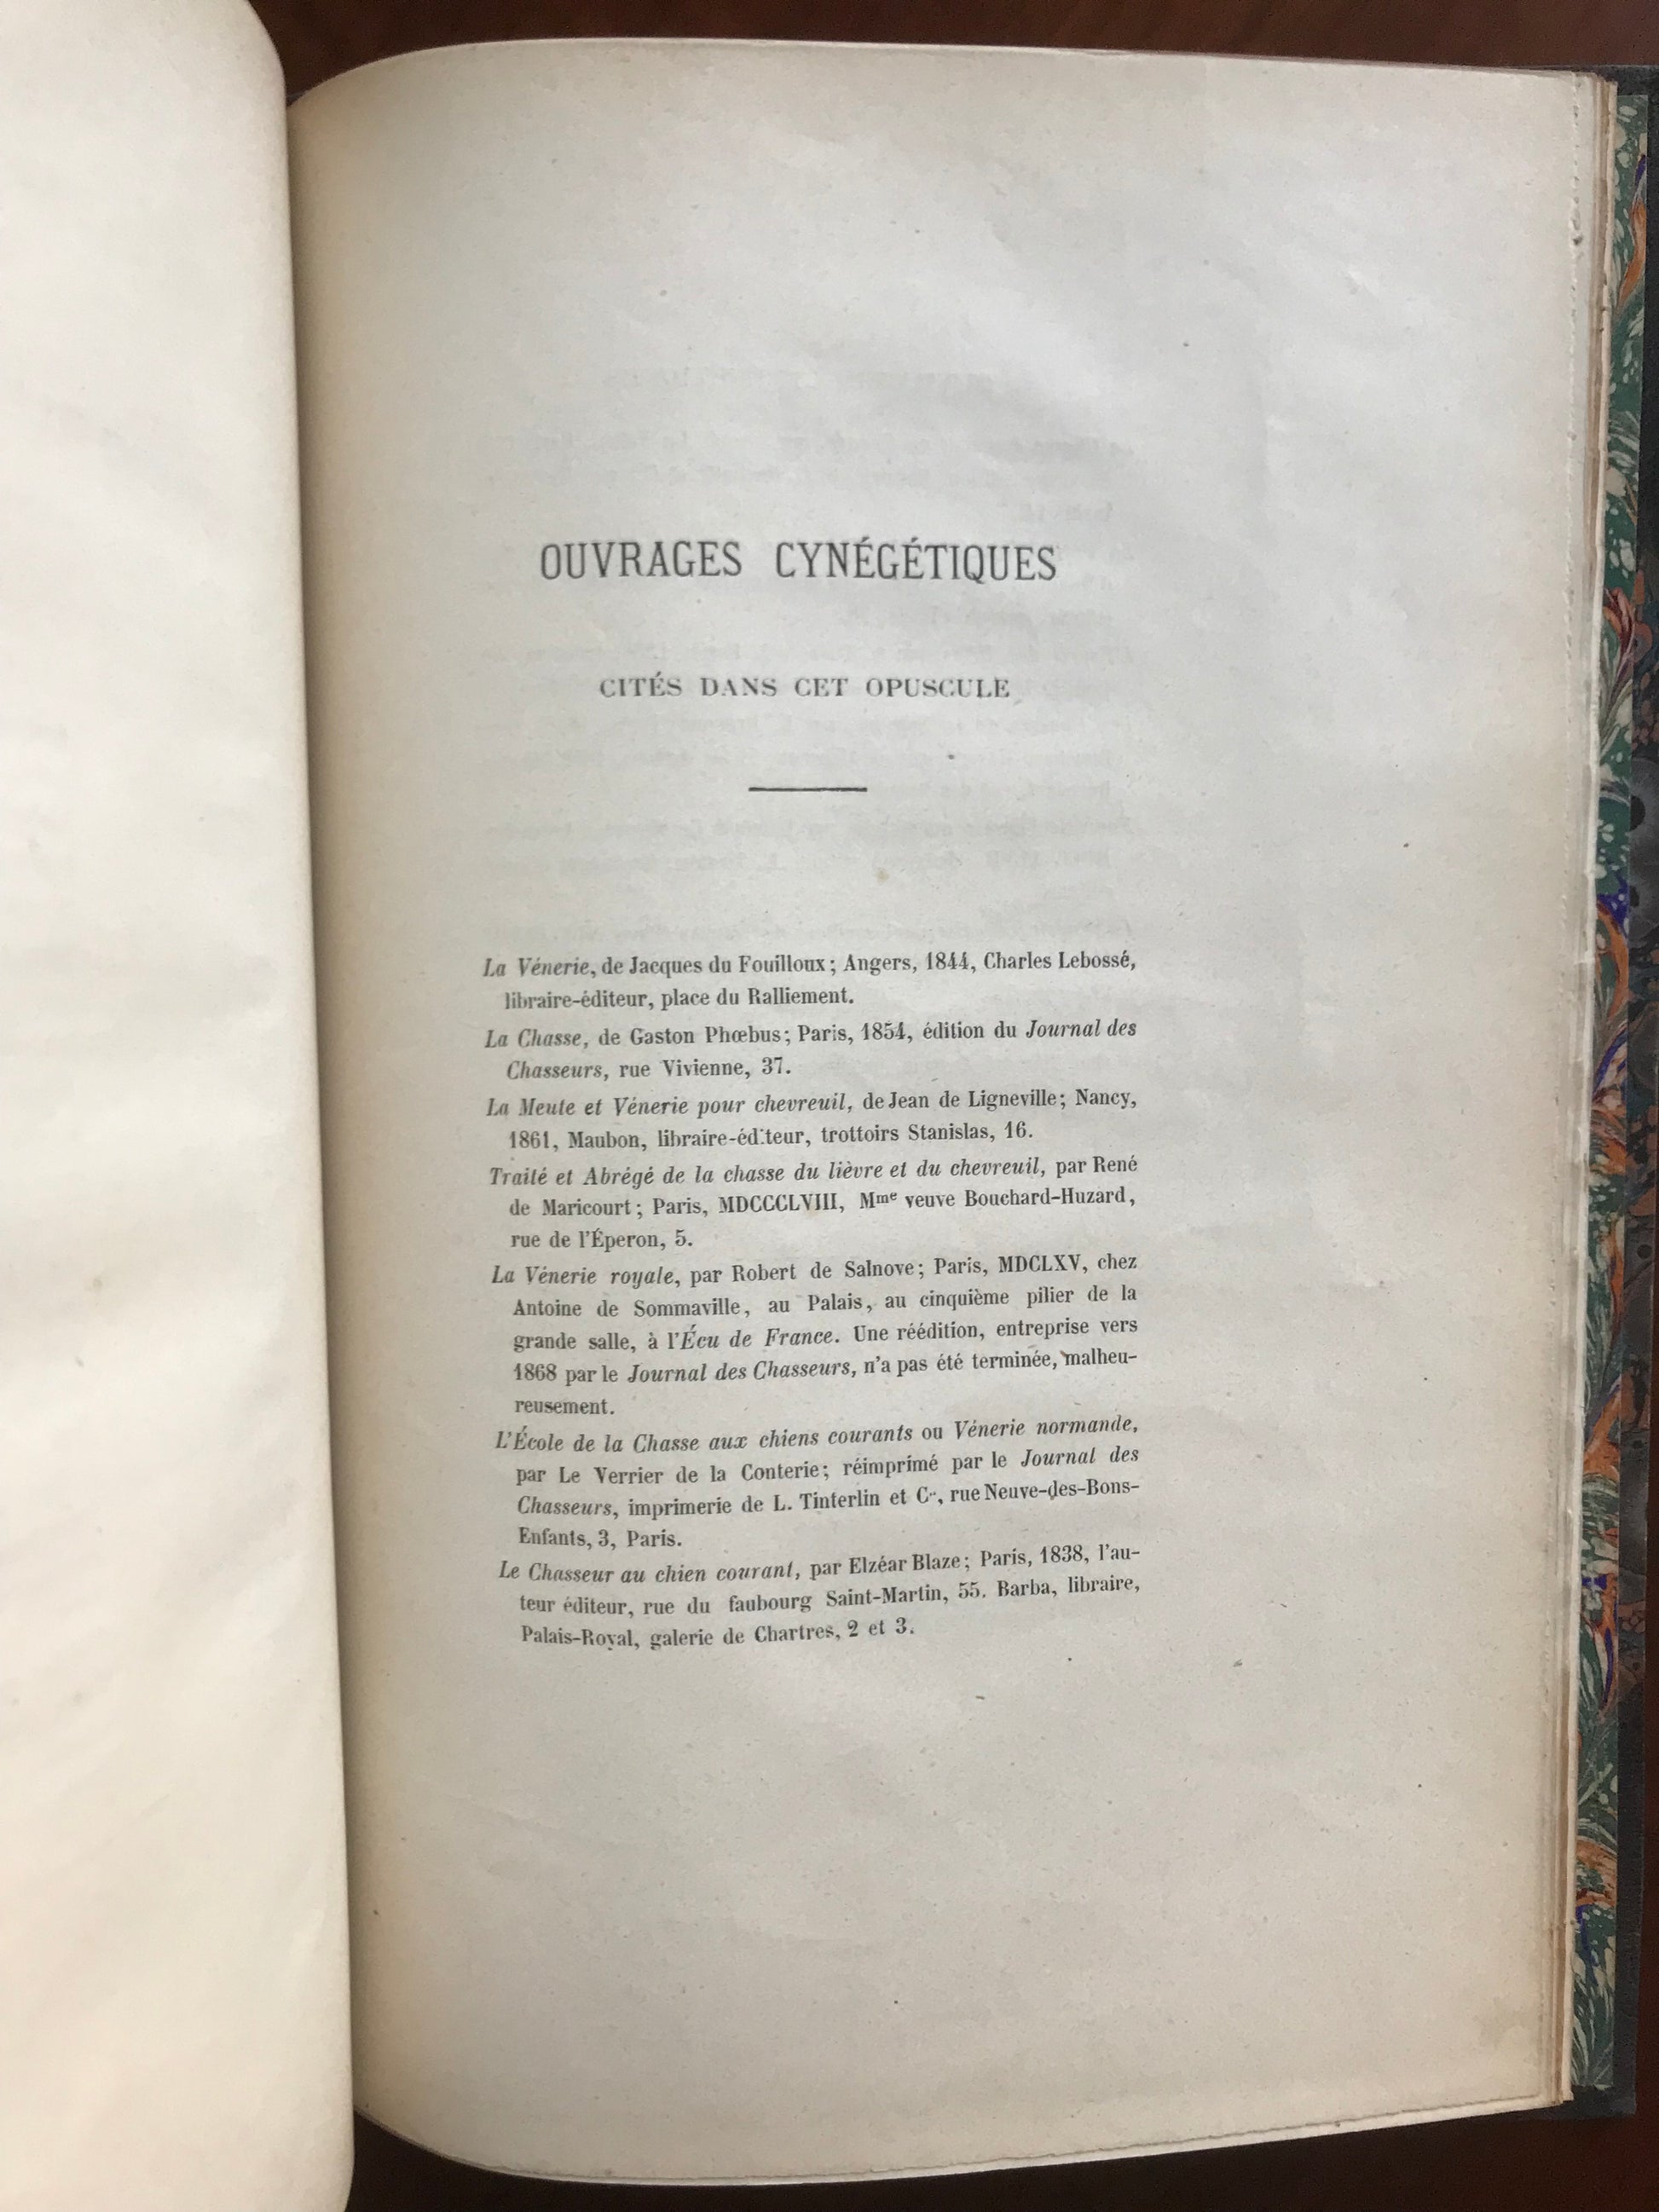 OUVRAGES CYNÉGÉTIQUES
CITÉS DANS CET OPUSCULE
La Vénerie, de Jacques du Fouilloux; Angers, 1844, Charles Lebossé,
libraire-éditeur, place du Ralliement.
La Chasse, de Gaston Phœbus; Paris, 1854, édition du Journal des
Chasseurs, rue Vivienne, 37.
La Meute et Vénerie pour chevreuil, de Jean de Ligneville; Nancy,
1861, Maubon, libraire-éditeur, trottoirs Stanislas, 16.
Traité et Abrégé de la chasse du lièvre et du chevreuil, par René
de Maricourt; Paris, MDCCCLVIII, Mme veuve Bouchard-Huzard,
rue de l'Éperon, 5.
La Vénerie royale, par Robert de Salnove; Paris, MDCLXV, chez
Antoine de Sommaville, au Palais, au cinquième pilier de la
grande salle, à l'Écu de France. Une réédition, entreprise vers
1868 par le Journal des Chasseurs, n'a pas été terminée, malheu-
reusement.
L'École de la Chasse aux chiens courants ou Vénerie normande,
par Le Verrier de la Conterie; réimprimé par le Journal des
Chasseurs, imprimerie de L. Tinterlin et Ce, rue Neuve-des-Bons-
Enfants, 3, Paris.
Le Chasseur au chien courant, par Elzéar Blaze; Paris, 1838, l'au-
teur éditeur, rue du faubourg Saint-Martin, 55. Barba, libraire,
Palais-Royal, galerie de Chartres, 2 et 3.